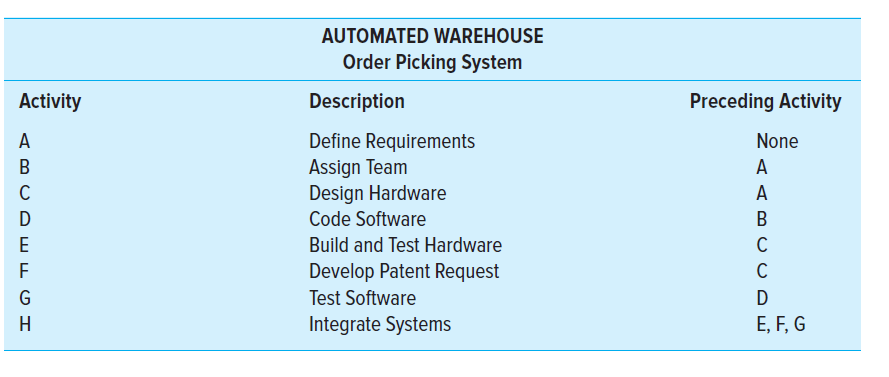 AUTOMATED WAREHOUSE
Order Picking System
Activity Description Preceding Activity
A Define Requirements None
B Assign Team A
C Design Hardware A
D Code Software B
E Build and Test Hardware C
F Develop Patent Request C
G Test Software D
H Integrate Systems E, F, G